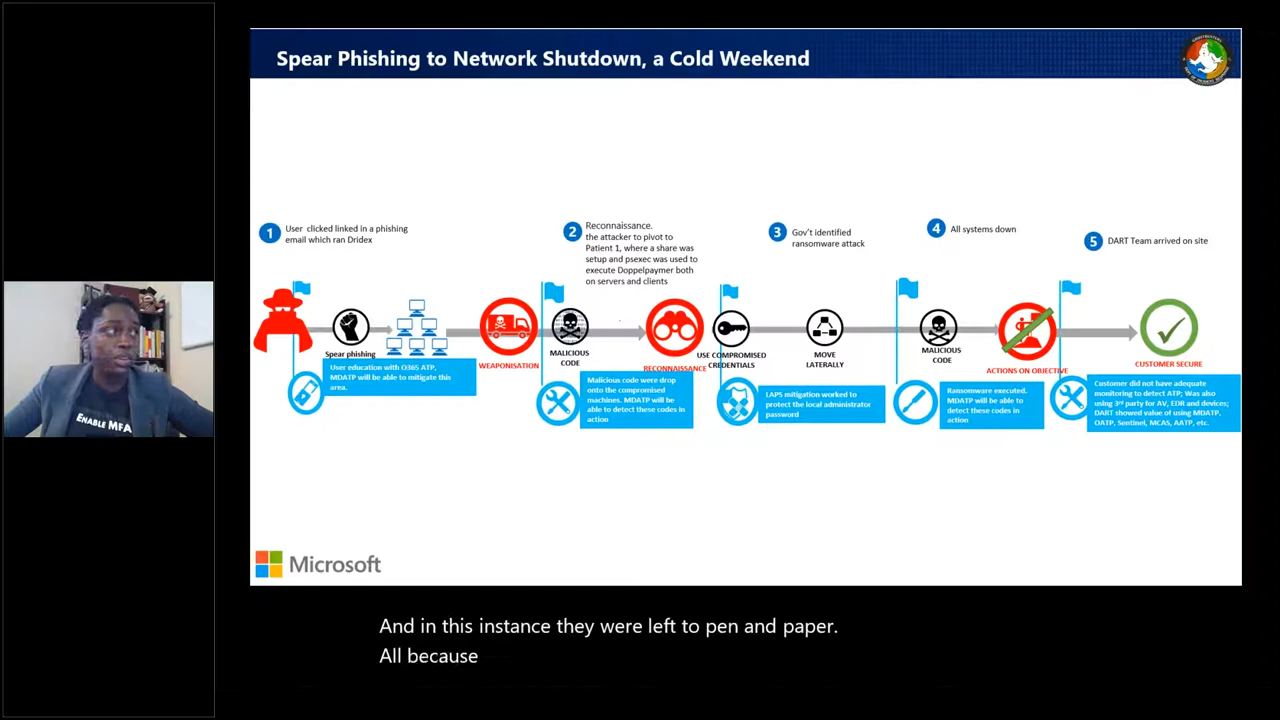 Spear Phishing to Network Shutdown, a Cold Weekend
1
User clicked linked in a phishing
email which ran Dridex
2
Reconnaissance.
the attacker to pivot to
Patient 1, where a share was
setup and psexec was used to
execute Doppelpaymer both
on servers and clients
3
Gov't identified
ransomware attack
4
All systems down
5
DART Team arrived on site
Spear phishing
WEAPONISATION
MALICIOUS
CODE
RECONNAISSANCE
USE COMPROMISED
CREDENTIALS
MOVE
LATERALLY
MALICIOUS
CODE
ACTIONS ON OBJECTIVE
CUSTOMER SECURE
User education with O365 ATP,
MDATP will be able to mitigate this
area.
Malicious code were drop
onto the compromised
machines. MDATP will be
able to detect these codes in
action
LAPS mitigation worked to
protect the local administrator
password
Ransomware executed.
MDATP will be able to
detect these codes in
action
Customer did not have adequate
monitoring to detect ATP; Was also
using 3rd party for AV, EDR and devices;
DART showed value of using MDATP,
OATP, Sentinel, MCAS, AATP, etc.
ENABLE MFA
Microsoft
And in this instance they were left to pen and paper.
All because